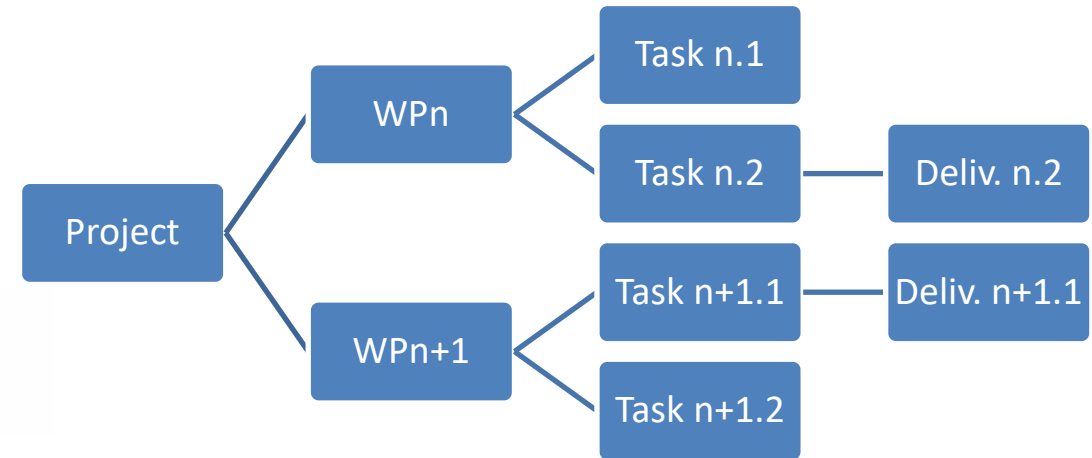 Project
WPn
Task n.1
Task n.2
Deliv. n.2
WPn+1
Task n+1.1
Deliv. n+1.1
Task n+1.2